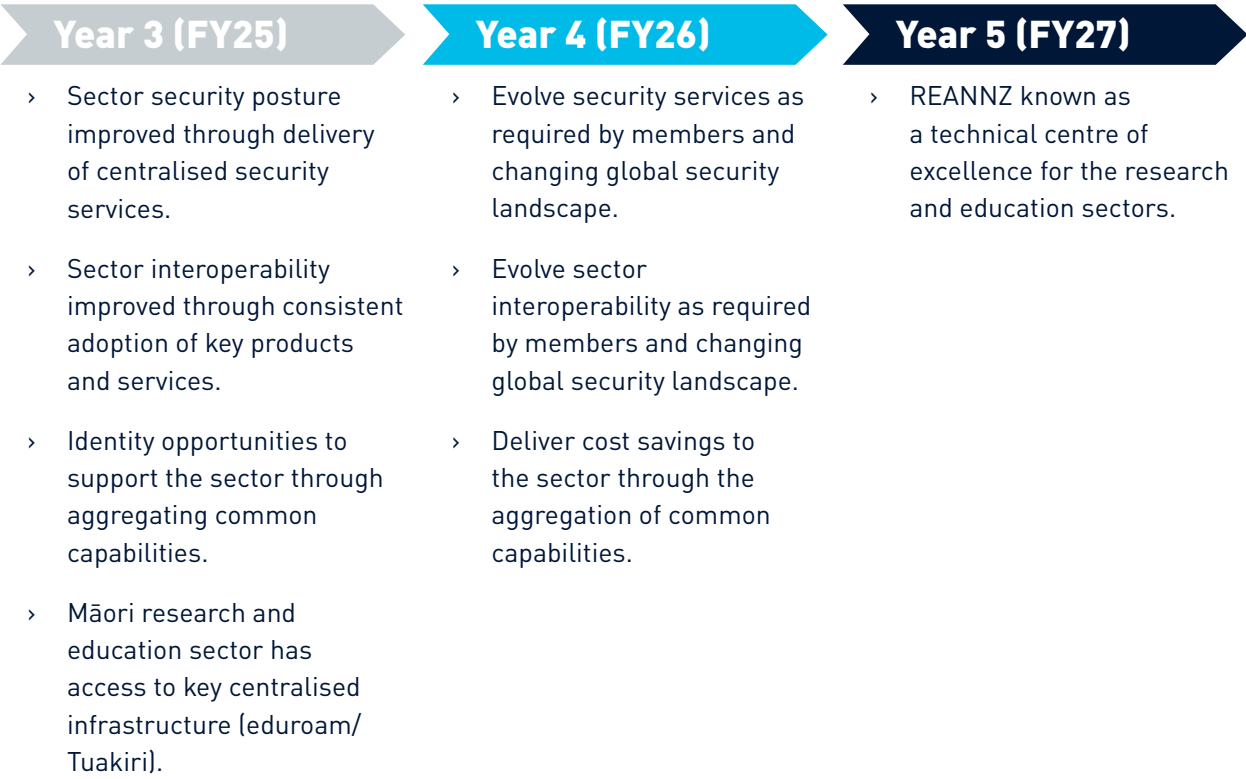 Year 3 (FY25)
› Sector security posture
improved through delivery
of centralised security
services.
› Sector interoperability
improved through consistent
adoption of key products
and services.
› Identity opportunities to
support the sector through
aggregating common
capabilities.
› Māori research and
education sector has
access to key centralised
infrastructure (eduroam/
Tuakiri).
Year 4 (FY26)
› Evolve security services as
required by members and
changing global security
landscape.
› Evolve sector
interoperability as required
by members and changing
global security landscape.
› Deliver cost savings to
the sector through the
aggregation of common
capabilities.
Year 5 (FY27)
› REANNZ known as
a technical centre of
excellence for the research
and education sectors.